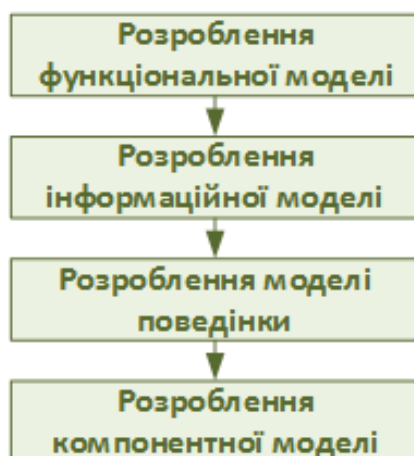 Розроблення
функціональної моделі
Розроблення
інформаційної моделі
Розроблення моделі
поведінки
Розроблення
компонентної моделі